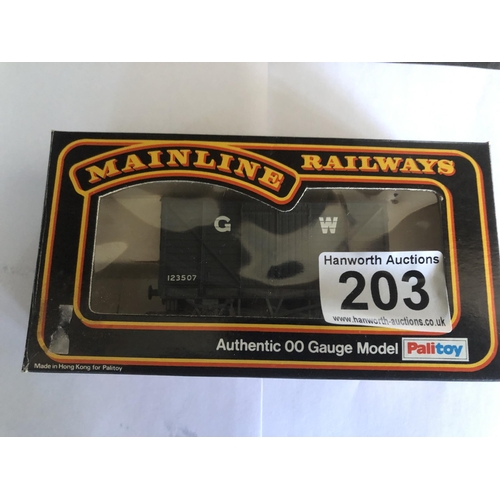 MAINLINE RAILWAYS
G W
123507
Hanworth Auctions
203
www.hanworth-auctions.co.uk
Authentic OO Gauge Model Palitoy
Made in Hong Kong for Palitoy